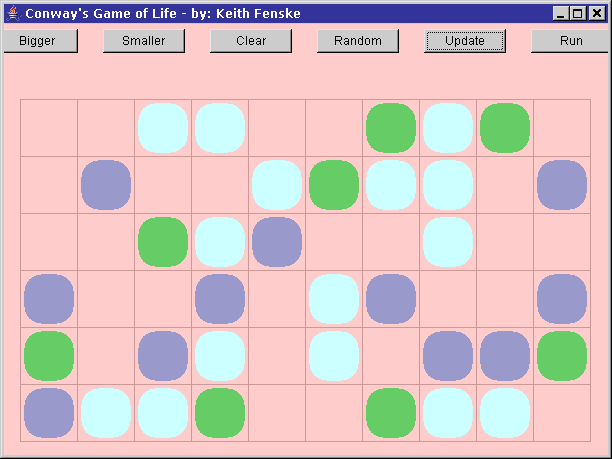 Conway's Game of Life - by: Keith Fenske
Bigger Smaller Clear Random Update Run